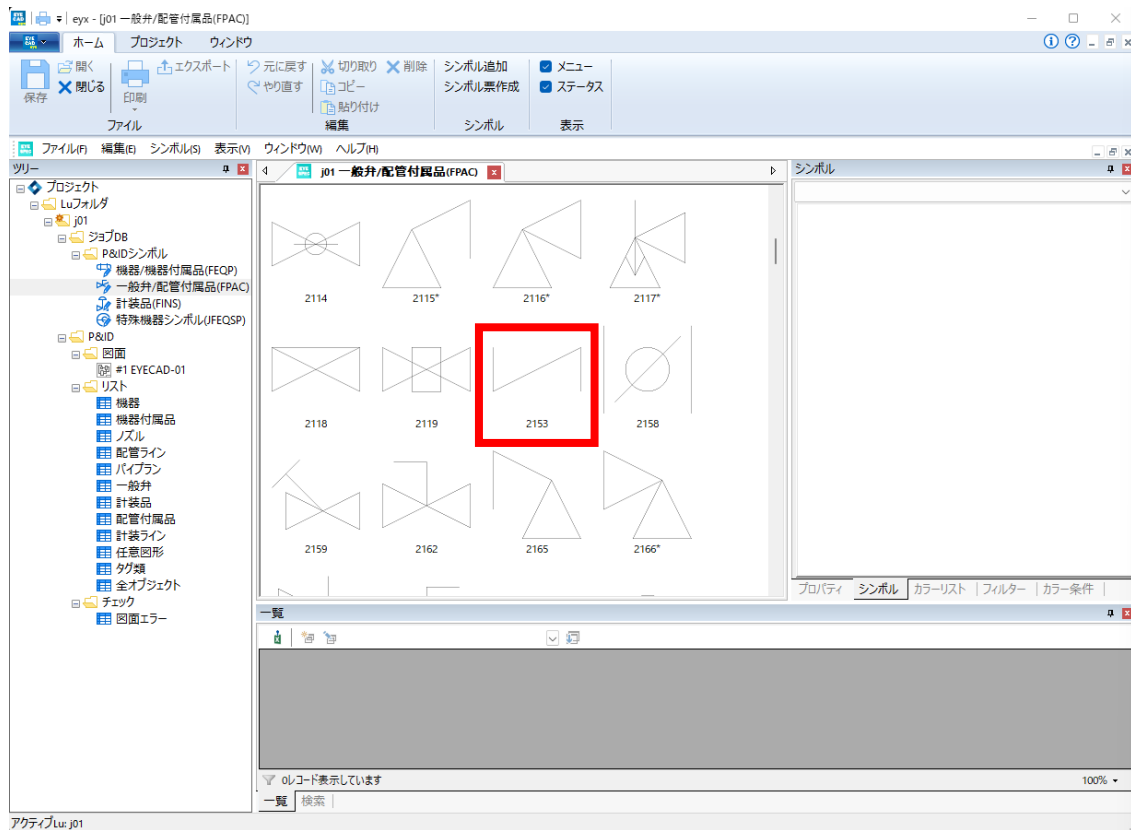 eyx - [j01 一般弁/配管付属品(FPAC)]
ホーム プロジェクト ウィンドウ
保存 開く 閉じる 印刷 エクスポート 元に戻す やり直す 切り取り コピー 貼り付け 削除 シンボル追加 シンボル票作成 メニュー ステータス
ファイル 編集 シンボル 表示
ファイル(F) 編集(E) シンボル(S) 表示(V) ウィンドウ(W) ヘルプ(H)
ツリー
プロジェクト
Luフォルダ
j01
ジョブDB
P&IDシンボル
機器/機器付属品(FEQP)
一般弁/配管付属品(FPAC)
計装品(FINS)
特殊機器シンボル(JFEQSP)
P&ID
図面
#1 EYECAD-01
リスト
機器
機器付属品
ノズル
配管ライン
パイプラン
一般弁
計装品
配管付属品
計装ライン
任意図形
タグ類
全オブジェクト
チェック
図面エラー
j01 一般弁/配管付属品(FPAC)
2114 2115* 2116* 2117*
2118 2119 2153 2158
2159 2162 2165 2166*
シンボル
プロパティ シンボル カラーリスト フィルター カラー条件
一覧
0レコード表示しています 100%
一覧 検索
アクティブLu: j01